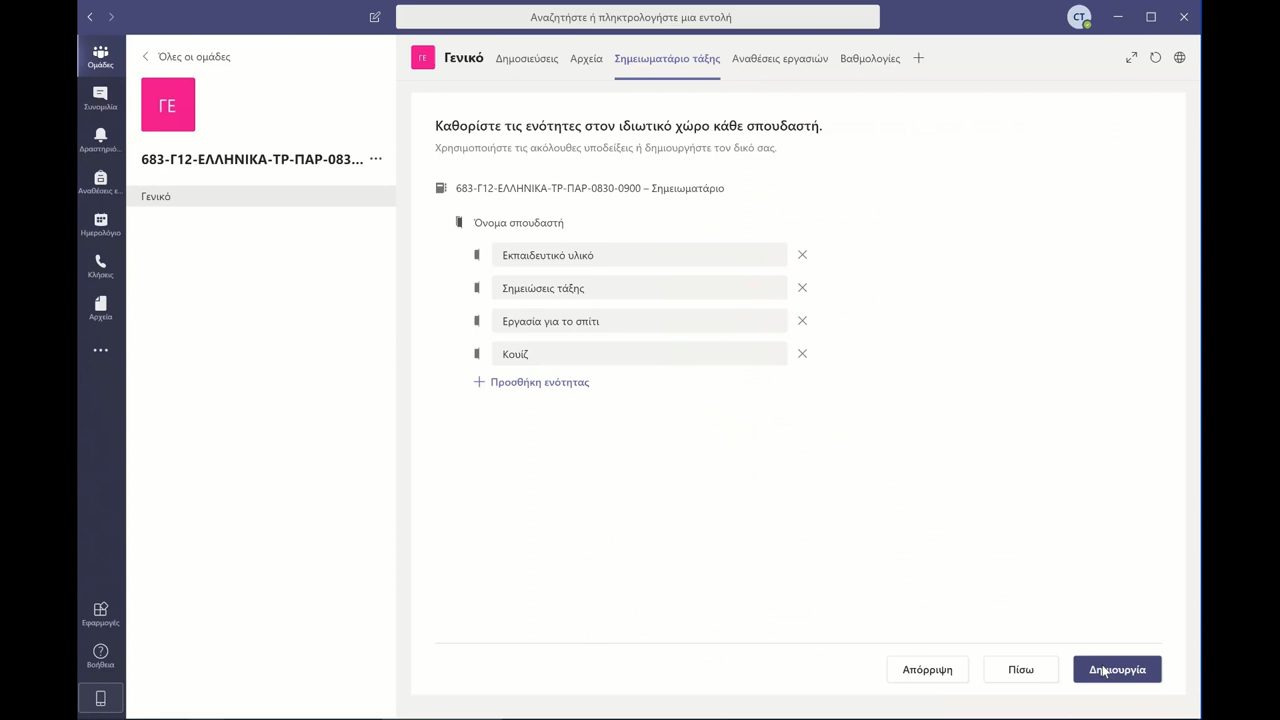 Αναζητήστε ή πληκτρολογήστε μια εντολή
CT
Ομάδες
Συνομιλία
Δραστηριό...
Αναθέσεις ε...
Ημερολόγιο
Κλήσεις
Αρχεία
Εφαρμογές
Βοήθεια
Όλες οι ομάδες
ΓΕ
683-Γ12-ΕΛΛΗΝΙΚΑ-ΤΡ-ΠΑΡ-083...
Γενικό
ΓΕ Γενικό Δημοσιεύσεις Αρχεία Σημειωματάριο τάξης Αναθέσεις εργασιών Βαθμολογίες
Καθορίστε τις ενότητες στον ιδιωτικό χώρο κάθε σπουδαστή.
Χρησιμοποιήστε τις ακόλουθες υποδείξεις ή δημιουργήστε τον δικό σας.
683-Γ12-ΕΛΛΗΝΙΚΑ-ΤΡ-ΠΑΡ-0830-0900 – Σημειωματάριο
Όνομα σπουδαστή
Εκπαιδευτικό υλικό
Σημειώσεις τάξης
Εργασία για το σπίτι
Κουίζ
Προσθήκη ενότητας
Απόρριψη Πίσω Δημιουργία